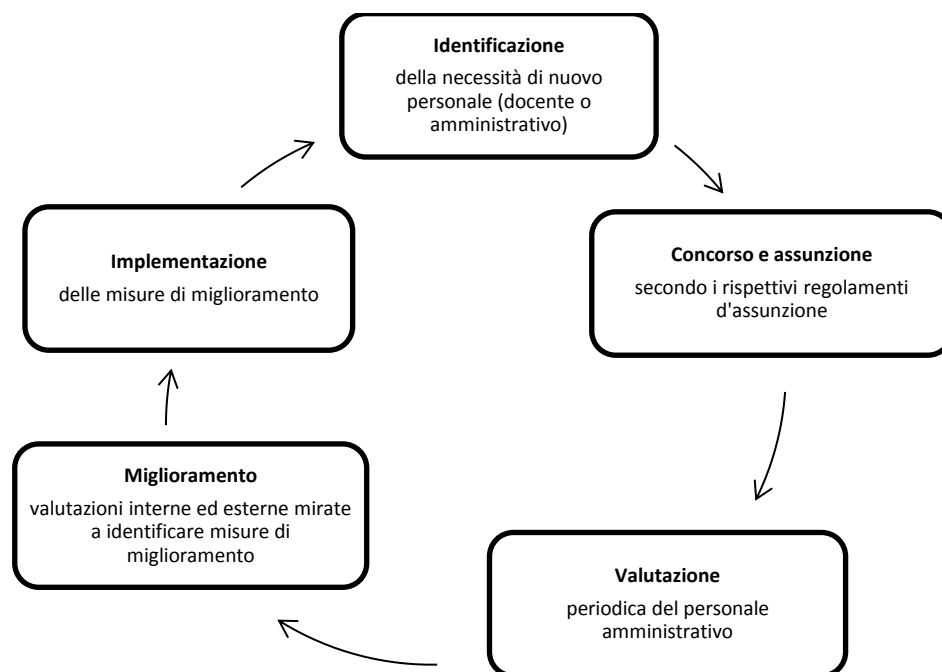 Identificazione
della necessità di nuovo
personale (docente o
amministrativo)
Concorso e assunzione
secondo i rispettivi regolamenti
d'assunzione
Valutazione
periodica del personale
amministrativo
Miglioramento
valutazioni interne ed esterne mirate
a identificare misure di
miglioramento
Implementazione
delle misure di miglioramento